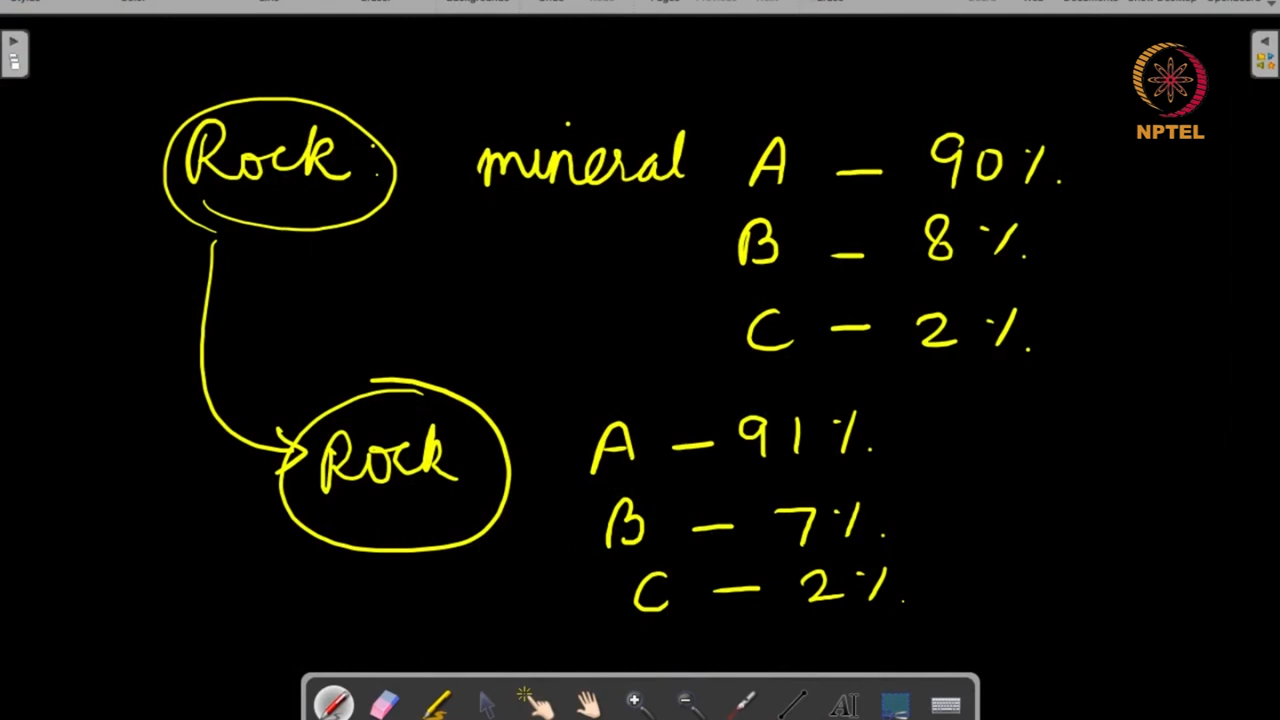 Rock mineral A - 90%.
B - 8%.
C - 2%.
Rock A - 91%.
B - 7%.
C - 2%.
NPTEL